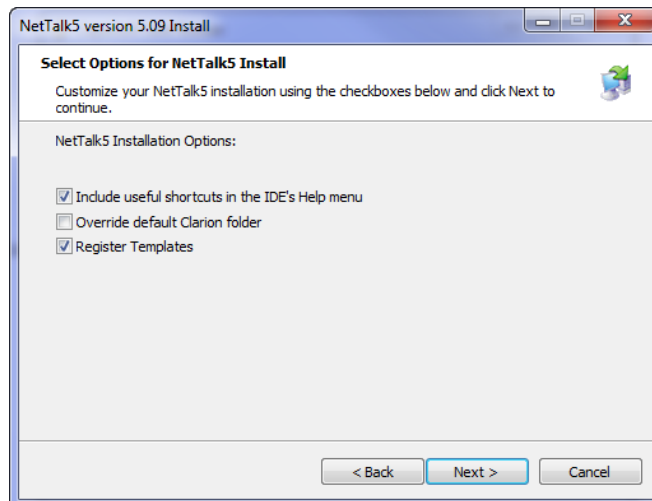 NetTalk5 version 5.09 Install
Select Options for NetTalk5 Install
Customize your NetTalk5 installation using the checkboxes below and click Next to
continue.
NetTalk5 Installation Options:
Include useful shortcuts in the IDE's Help menu
Override default Clarion folder
Register Templates
< Back
Next >
Cancel